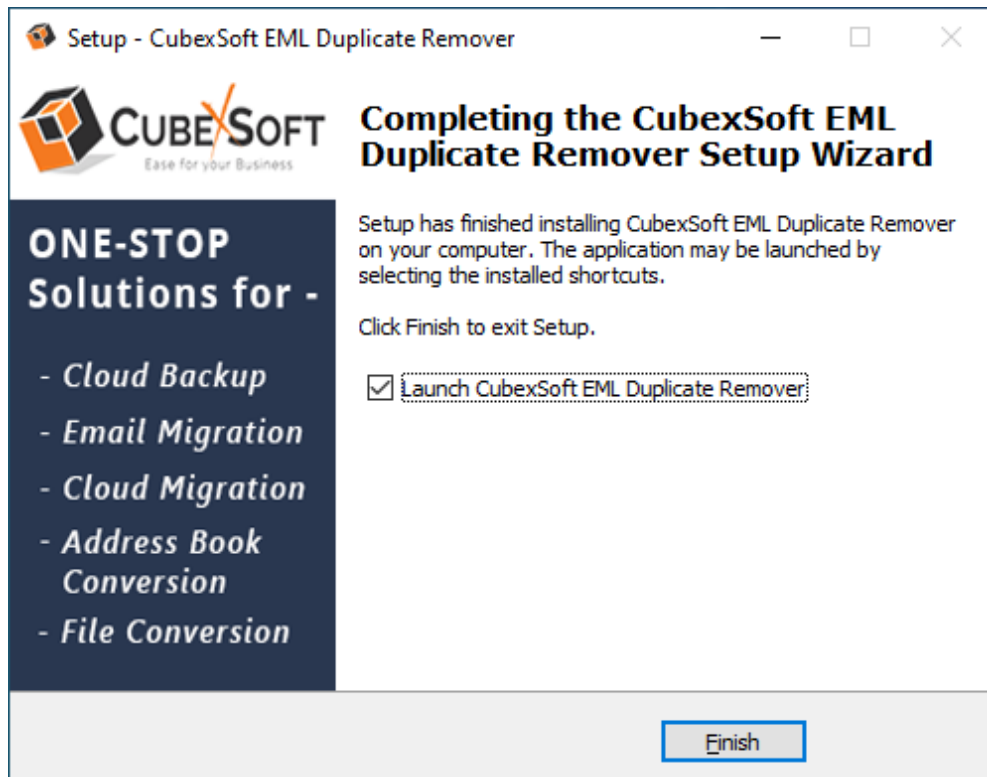 Setup - CubexSoft EML Duplicate Remover
CUBEXSOFT
Ease for your Business
Completing the CubexSoft EML
Duplicate Remover Setup Wizard
ONE-STOP
Solutions for -
- Cloud Backup
- Email Migration
- Cloud Migration
- Address Book
Conversion
- File Conversion
Setup has finished installing CubexSoft EML Duplicate Remover
on your computer. The application may be launched by
selecting the installed shortcuts.
Click Finish to exit Setup.
Launch CubexSoft EML Duplicate Remover
Finish